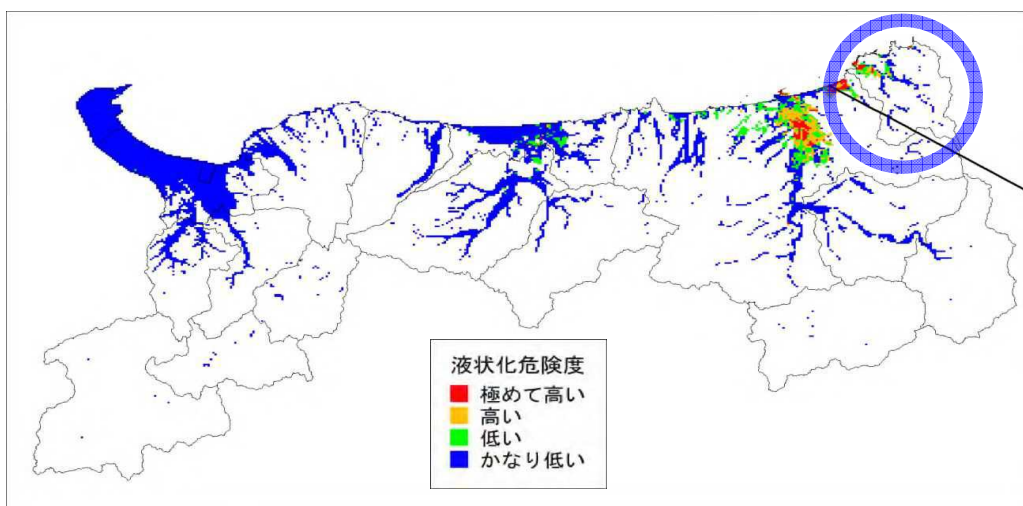 液状化危険度
極めて高い
高い
低い
かなり低い